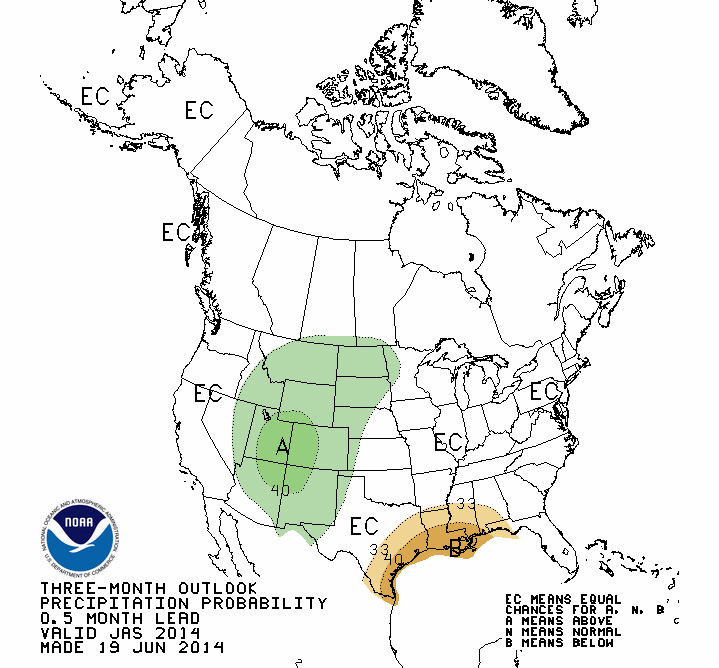 EC
EC
EC
EC
EC
EC
A
40
33
EC
33
40
B
NATIONAL OCEANIC AND ATMOSPHERIC ADMINISTRATION
NOAA
U.S. DEPARTMENT OF COMMERCE
THREE-MONTH OUTLOOK
PRECIPITATION PROBABILITY
0.5 MONTH LEAD
VALID JAS 2014
MADE 19 JUN 2014
EC MEANS EQUAL
CHANCES FOR A, N, B
A MEANS ABOVE
N MEANS NORMAL
B MEANS BELOW